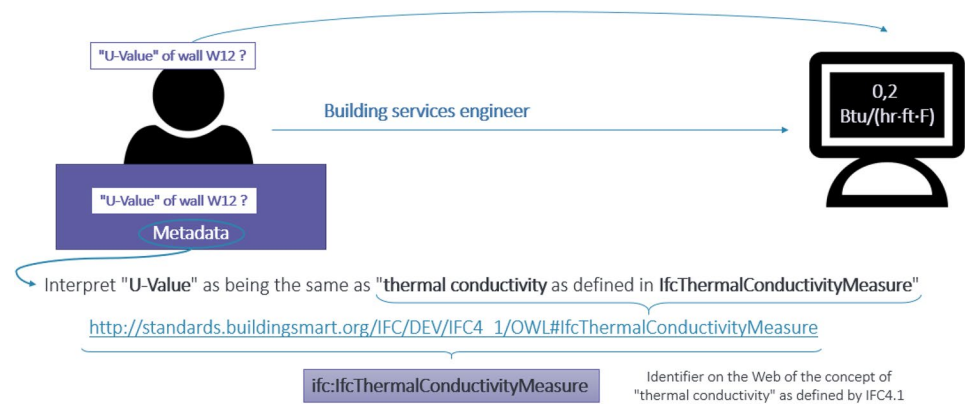 "U-Value" of wall W12 ?
Building services engineer
0,2
Btu/(hr·ft·F)
"U-Value" of wall W12 ?
Metadata
Interpret "U-Value" as being the same as "thermal conductivity as defined in IfcThermalConductivityMeasure"
http://standards.buildingsmart.org/IFC/DEV/IFC4_1/OWL#IfcThermalConductivityMeasure
ifc:IfcThermalConductivityMeasure
Identifier on the Web of the concept of
"thermal conductivity" as defined by IFC4.1